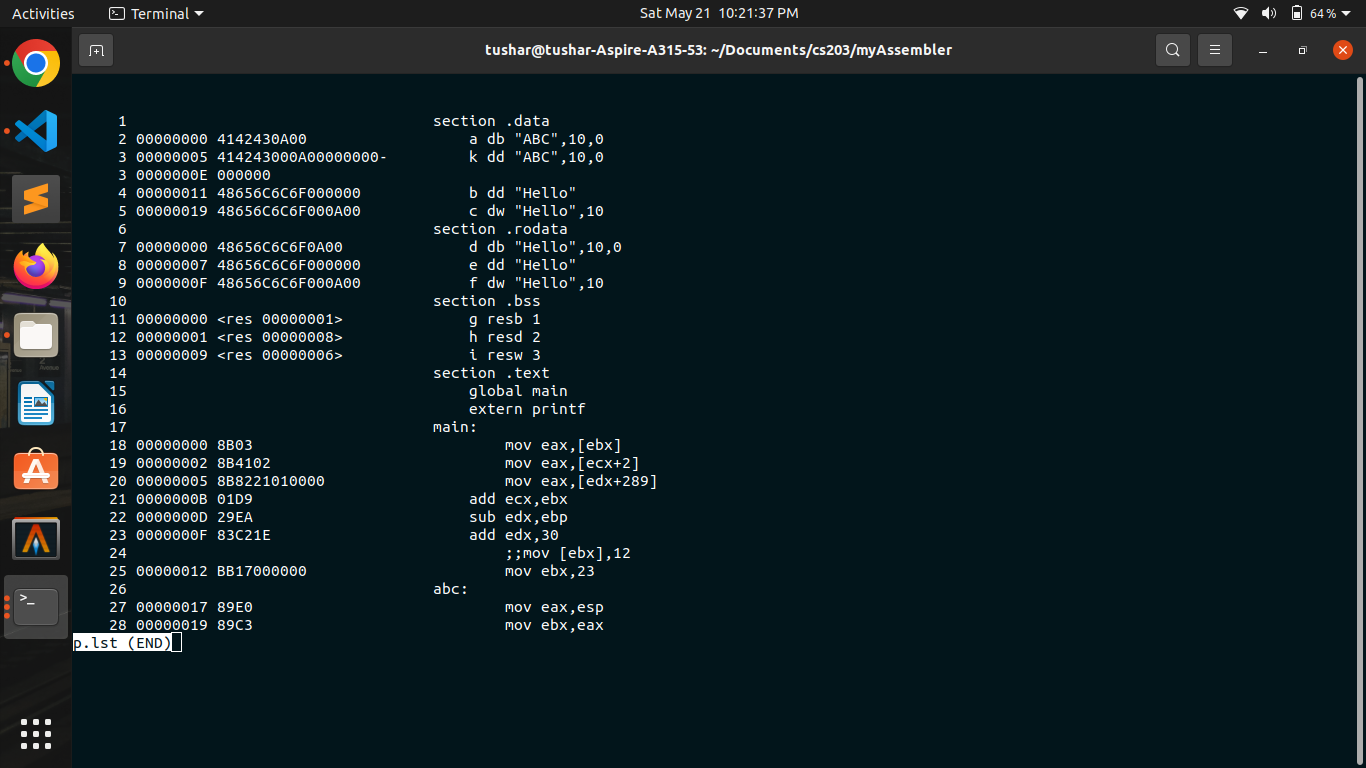 Activities Terminal Sat May 21 10:21:37 PM 64 %
tushar@tushar-Aspire-A315-53: ~/Documents/cs203/myAssembler
1 section .data
2 00000000 4142430A00 a db "ABC",10,0
3 00000005 414243000A00000000- k dd "ABC",10,0
3 0000000E 000000
4 00000011 48656C6C6F000000 b dd "Hello"
5 00000019 48656C6C6F000A00 c dw "Hello",10
6 section .rodata
7 00000000 48656C6C6F0A00 d db "Hello",10,0
8 00000007 48656C6C6F000000 e dd "Hello"
9 0000000F 48656C6C6F000A00 f dw "Hello",10
10 section .bss
11 00000000 <res 00000001> g resb 1
12 00000001 <res 00000008> h resd 2
13 00000009 <res 00000006> i resw 3
14 section .text
15 global main
16 extern printf
17 main:
18 00000000 8B03 mov eax,[ebx]
19 00000002 8B4102 mov eax,[ecx+2]
20 00000005 8B8221010000 mov eax,[edx+289]
21 0000000B 01D9 add ecx,ebx
22 0000000D 29EA sub edx,ebp
23 0000000F 83C21E add edx,30
24 ;;mov [ebx],12
25 00000012 BB17000000 mov ebx,23
26 abc:
27 00000017 89E0 mov eax,esp
28 00000019 89C3 mov ebx,eax
p.lst (END)